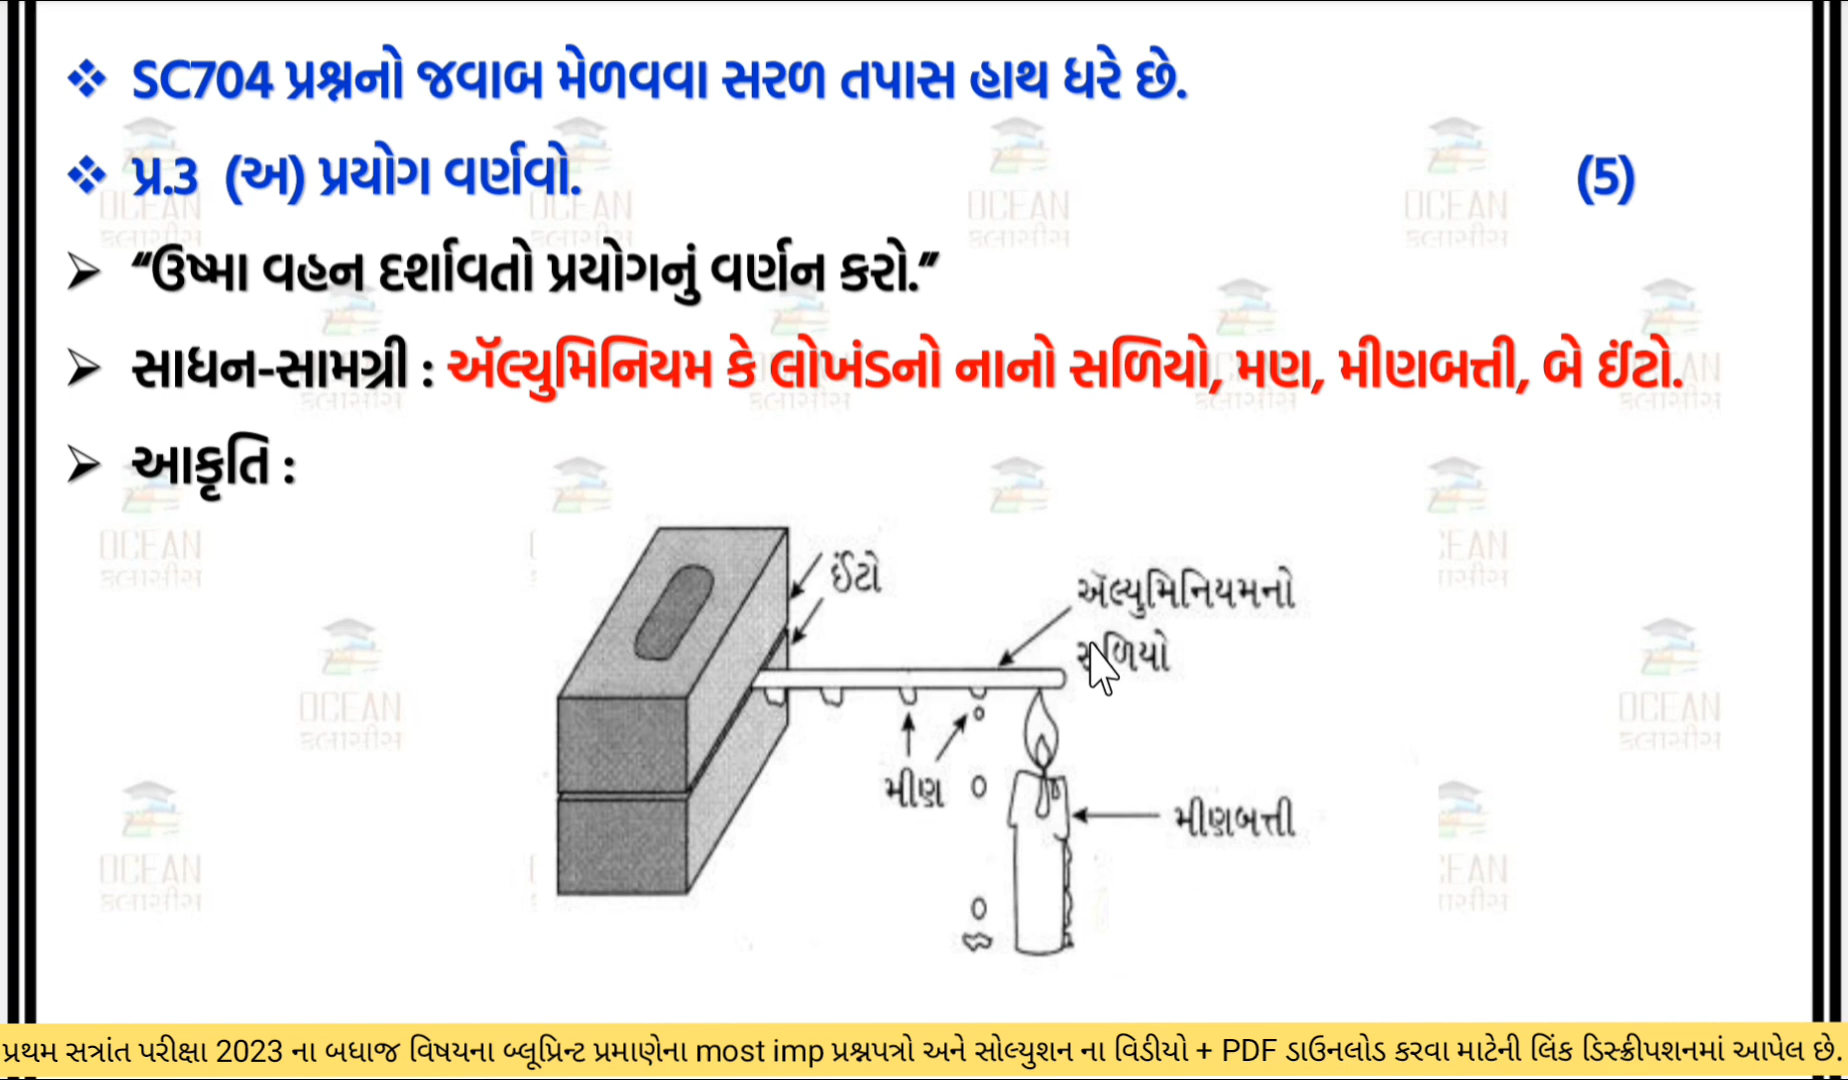 ❖ SC704 પ્રશ્નનો જવાબ મેળવવા સરળ તપાસ હાથ ધરે છે.
❖ પ્ર.3 (અ) પ્રયોગ વર્ણવો. (5)
➢ “ઉષ્મા વહન દર્શાવતો પ્રયોગનું વર્ણન કરો.”
➢ સાધન-સામગ્રી : ઍલ્યુમિનિયમ કે લોખંડનો નાનો સળિયો, મણ, મીણબત્તી, બે ઈંટો.
➢ આકૃતિ :
ઈંટો
ઍલ્યુમિનિયમનો
સળિયો
મીણ
મીણબત્તી
OCEAN
કલાસીસ
પ્રથમ સત્રાંત પરીક્ષા 2023 ના બધાજ વિષયના બ્લૂપ્રિન્ટ પ્રમાણેના most imp પ્રશ્નપત્રો અને સોલ્યુશન ના વિડીયો + PDF ડાઉનલોડ કરવા માટેની લિંક ડિસ્ક્રીપશનમાં આપેલ છે.